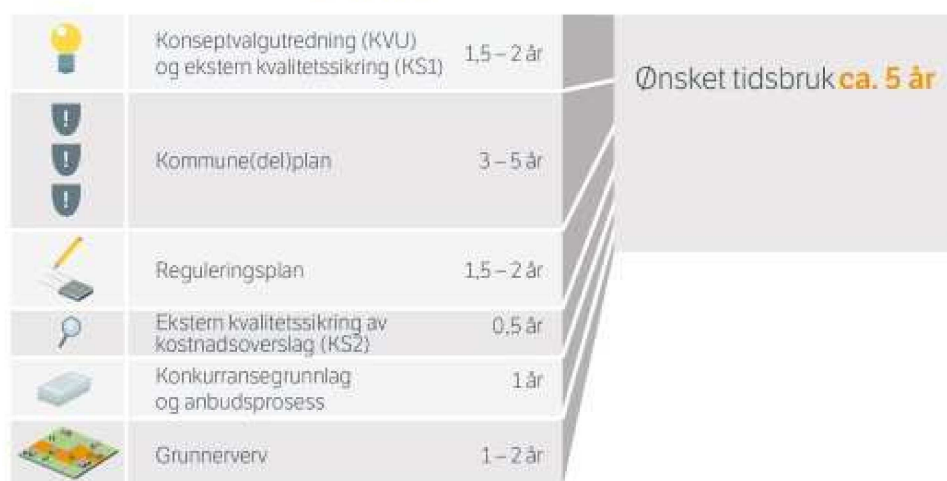 Konseptvalgutredning (KVU)
og ekstern kvalitetssikring (KS1)
1,5 – 2 år
Kommune(del)plan
3 – 5 år
Reguleringsplan
1,5 – 2 år
Ekstern kvalitetssikring av
kostnadsoverslag (KS2)
0,5 år
Konkurransegrunnlag
og anbudsprosess
1 år
Grunnerverv
1 – 2 år
Ønsket tidsbruk ca. 5 år